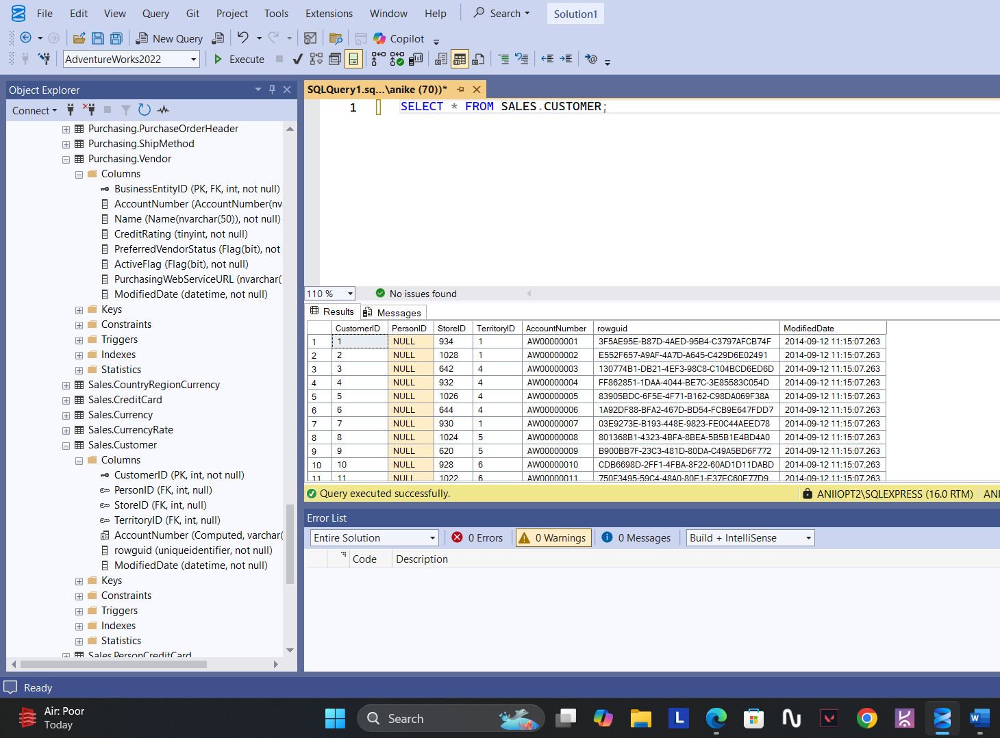 File Edit View Query Git Project Tools Extensions Window Help Search Solution1
New Query Copilot
AdventureWorks2022 Execute
Object Explorer
Connect
Purchasing.PurchaseOrderHeader
Purchasing.ShipMethod
Purchasing.Vendor
Columns
BusinessEntityID (PK, FK, int, not null)
AccountNumber (AccountNumber(nv
Name (Name(nvarchar(50)), not null)
CreditRating (tinyint, not null)
PreferredVendorStatus (Flag(bit), not
ActiveFlag (Flag(bit), not null)
PurchasingWebServiceURL (nvarchar(
ModifiedDate (datetime, not null)
Keys
Constraints
Triggers
Indexes
Statistics
Sales.CountryRegionCurrency
Sales.CreditCard
Sales.Currency
Sales.CurrencyRate
Sales.Customer
Columns
CustomerID (PK, int, not null)
PersonID (FK, int, null)
StoreID (FK, int, null)
TerritoryID (FK, int, null)
AccountNumber (Computed, varchar(
rowguid (uniqueidentifier, not null)
ModifiedDate (datetime, not null)
Keys
Constraints
Triggers
Indexes
Statistics
Sales.PersonCreditCard
SQLQuery1.sq...\anike (70))*
1 SELECT * FROM SALES.CUSTOMER;
110 % No issues found
Results Messages
CustomerID PersonID StoreID TerritoryID AccountNumber rowguid ModifiedDate
1 1 NULL 934 1 AW00000001 3F5AE95E-B87D-4AED-95B4-C3797AFCB74F 2014-09-12 11:15:07.263
2 2 NULL 1028 1 AW00000002 E552F657-A9AF-4A7D-A645-C429D6E02491 2014-09-12 11:15:07.263
3 3 NULL 642 4 AW00000003 130774B1-DB21-4EF3-98C8-C104BCD6ED6D 2014-09-12 11:15:07.263
4 4 NULL 932 4 AW00000004 FF862851-1DAA-4044-BE7C-3E85583C054D 2014-09-12 11:15:07.263
5 5 NULL 1026 4 AW00000005 83905BDC-6F5E-4F71-B162-C98DA069F38A 2014-09-12 11:15:07.263
6 6 NULL 644 4 AW00000006 1A92DF88-BFA2-467D-BD54-FCB9E647FDD7 2014-09-12 11:15:07.263
7 7 NULL 930 1 AW00000007 03E9273E-B193-448E-9823-FE0C44AEED78 2014-09-12 11:15:07.263
8 8 NULL 1024 5 AW00000008 801368B1-4323-4BFA-8BEA-5B5B1E4BD4A0 2014-09-12 11:15:07.263
9 9 NULL 620 5 AW00000009 B900BB7F-23C3-481D-80DA-C49A5BD6F772 2014-09-12 11:15:07.263
10 10 NULL 928 6 AW00000010 CDB6698D-2FF1-4FBA-8F22-60AD1D11DABD 2014-09-12 11:15:07.263
11 11 NULL 1022 6 AW00000011 750F3495-59C4-48A0-80E1-E37EC60E77D9 2014-09-12 11:15:07.263
Query executed successfully. ANIIOPT2\SQLEXPRESS (16.0 RTM) ANI
Error List
Entire Solution 0 Errors 0 Warnings 0 Messages Build + IntelliSense
Code Description
Ready
Air: Poor
Today
Search